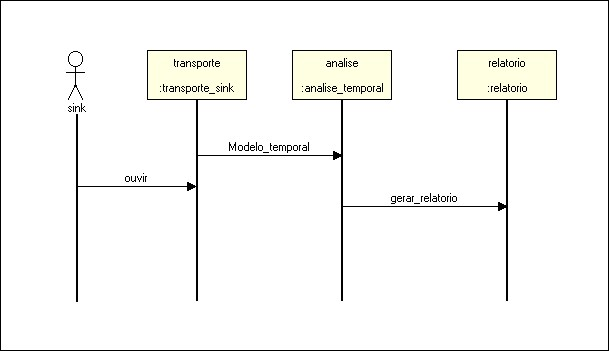 transporte
:transporte_sink
analise
:analise_temporal
relatorio
:relatorio
sink
Modelo_temporal
ouvir
gerar_relatorio